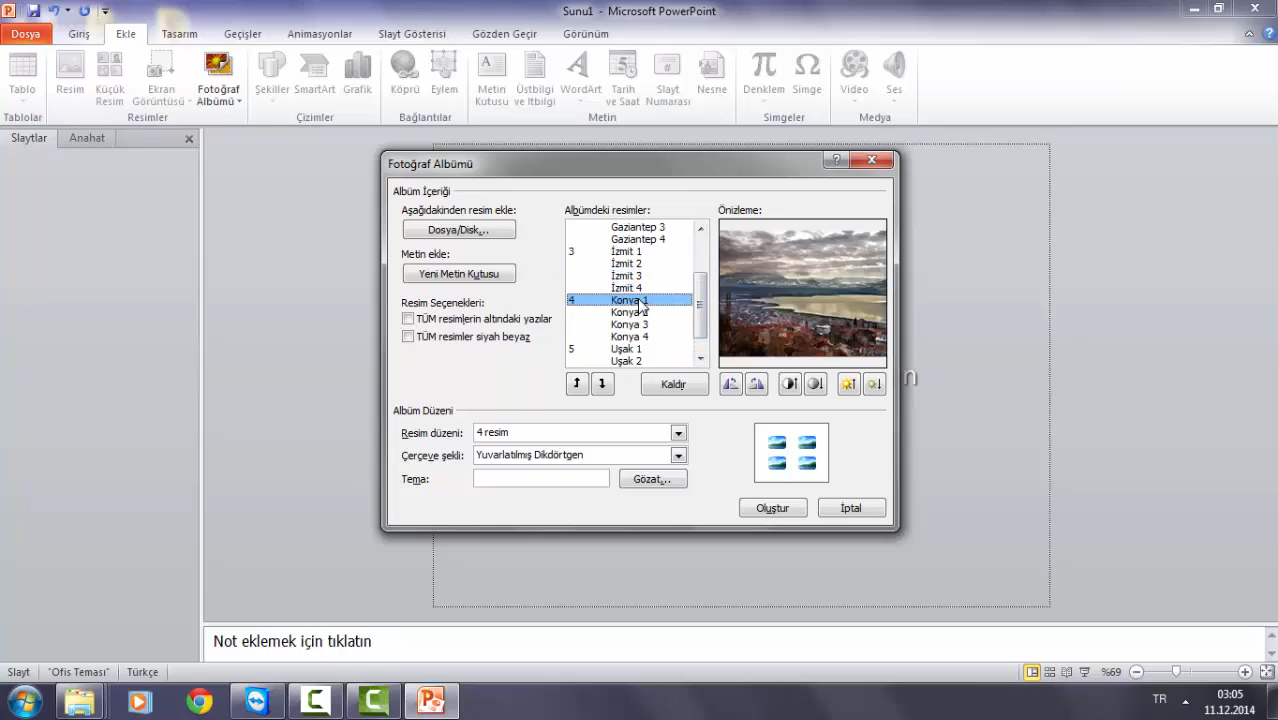 Sunu1 - Microsoft PowerPoint
Dosya Giriş Ekle Tasarım Geçişler Animasyonlar Slayt Gösterisi Gözden Geçir Görünüm
Tablo
Resim
Küçük Resim
Ekran Görüntüsü
Fotoğraf Albümü
Şekiller
SmartArt
Grafik
Köprü
Eylem
Metin Kutusu
Üstbilgi ve Itbilgi
WordArt
Tarih ve Saat
Slayt Numarası
Nesne
Denklem
Simge
Video
Ses
Tablolar Resimler Çizimler Bağlantılar Metin Simgeler Medya
Slaytlar Anahat
Fotoğraf Albümü
Albüm İçeriği
Aşağıdakinden resim ekle:
Dosya/Disk...
Metin ekle:
Yeni Metin Kutusu
Resim Seçenekleri:
TÜM resimlerin altındaki yazılar
TÜM resimler siyah beyaz
Albümdeki resimler:
Gaziantep 3
Gaziantep 4
3 İzmit 1
İzmit 2
İzmit 3
İzmit 4
4 Konya 1
Konya 2
Konya 3
Konya 4
5 Uşak 1
Uşak 2
Kaldır
Önizleme:
n
Albüm Düzeni
Resim düzeni: 4 resim
Çerçeve şekli: Yuvarlatılmış Dikdörtgen
Tema: Gözat...
Oluştur İptal
Not eklemek için tıklatın
Slayt "Ofis Teması" Türkçe %69
TR 03:05
11.12.2014